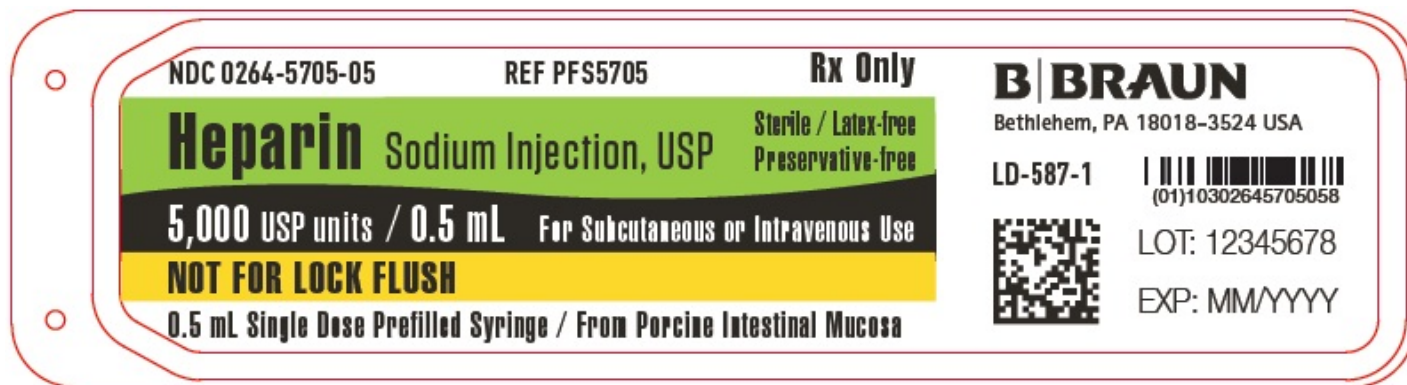 NDC 0264-5705-05 REF PFS5705 Rx Only
Heparin Sodium Injection, USP
Sterile / Latex-free
Preservative-free
5,000 USP units / 0.5 mL For Subcutaneous or Intravenous Use
NOT FOR LOCK FLUSH
0.5 mL Single Dose Prefilled Syringe / From Porcine Intestinal Mucosa
B|BRAUN
Bethlehem, PA 18018-3524 USA
LD-587-1
(01)10302645705058
LOT: 12345678
EXP: MM/YYYY